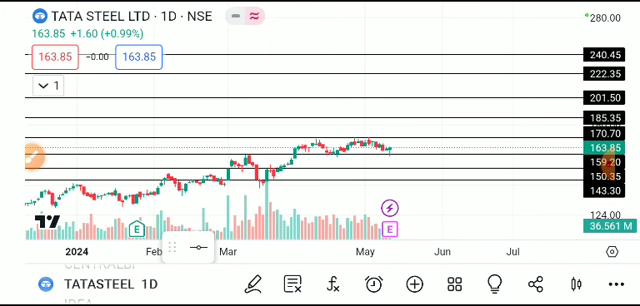 TATA STEEL LTD · 1D · NSE
163.85 +1.60 (+0.99%)
163.85 -0.00 163.85
1
280.00
240.45
222.35
201.50
185.35
170.70
163.85
159.20
150.35
143.30
124.00
36.561 M
E
E
2024 Feb Mar May Jun Jul
CENTRALBI
TATASTEEL 1D
IDEA